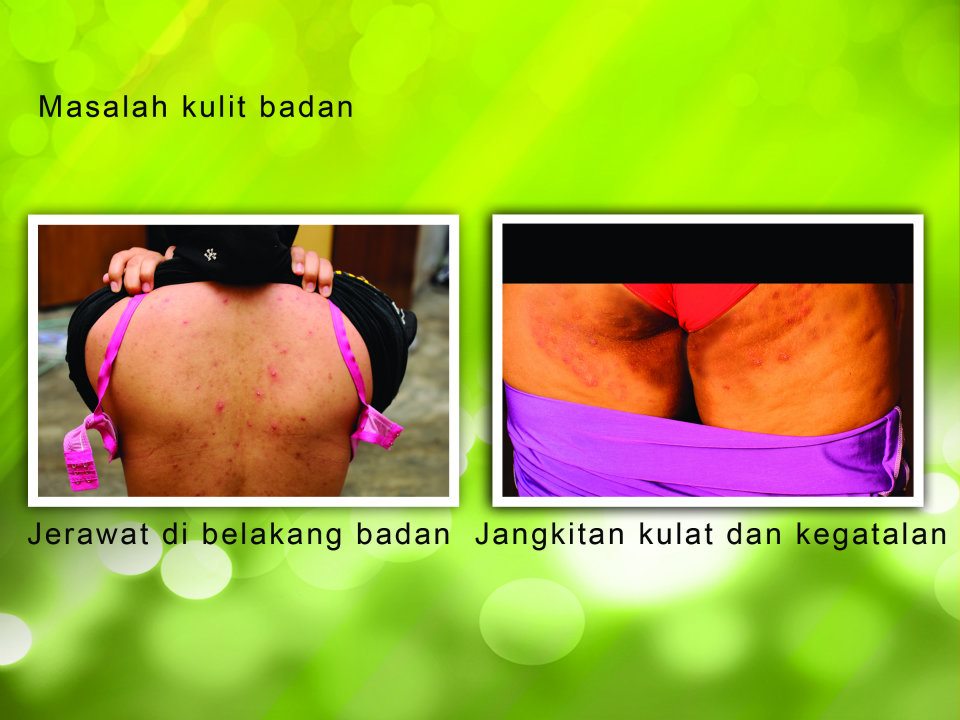 Masalah kulit badan
Jerawat di belakang badan
Jangkitan kulat dan kegatalan